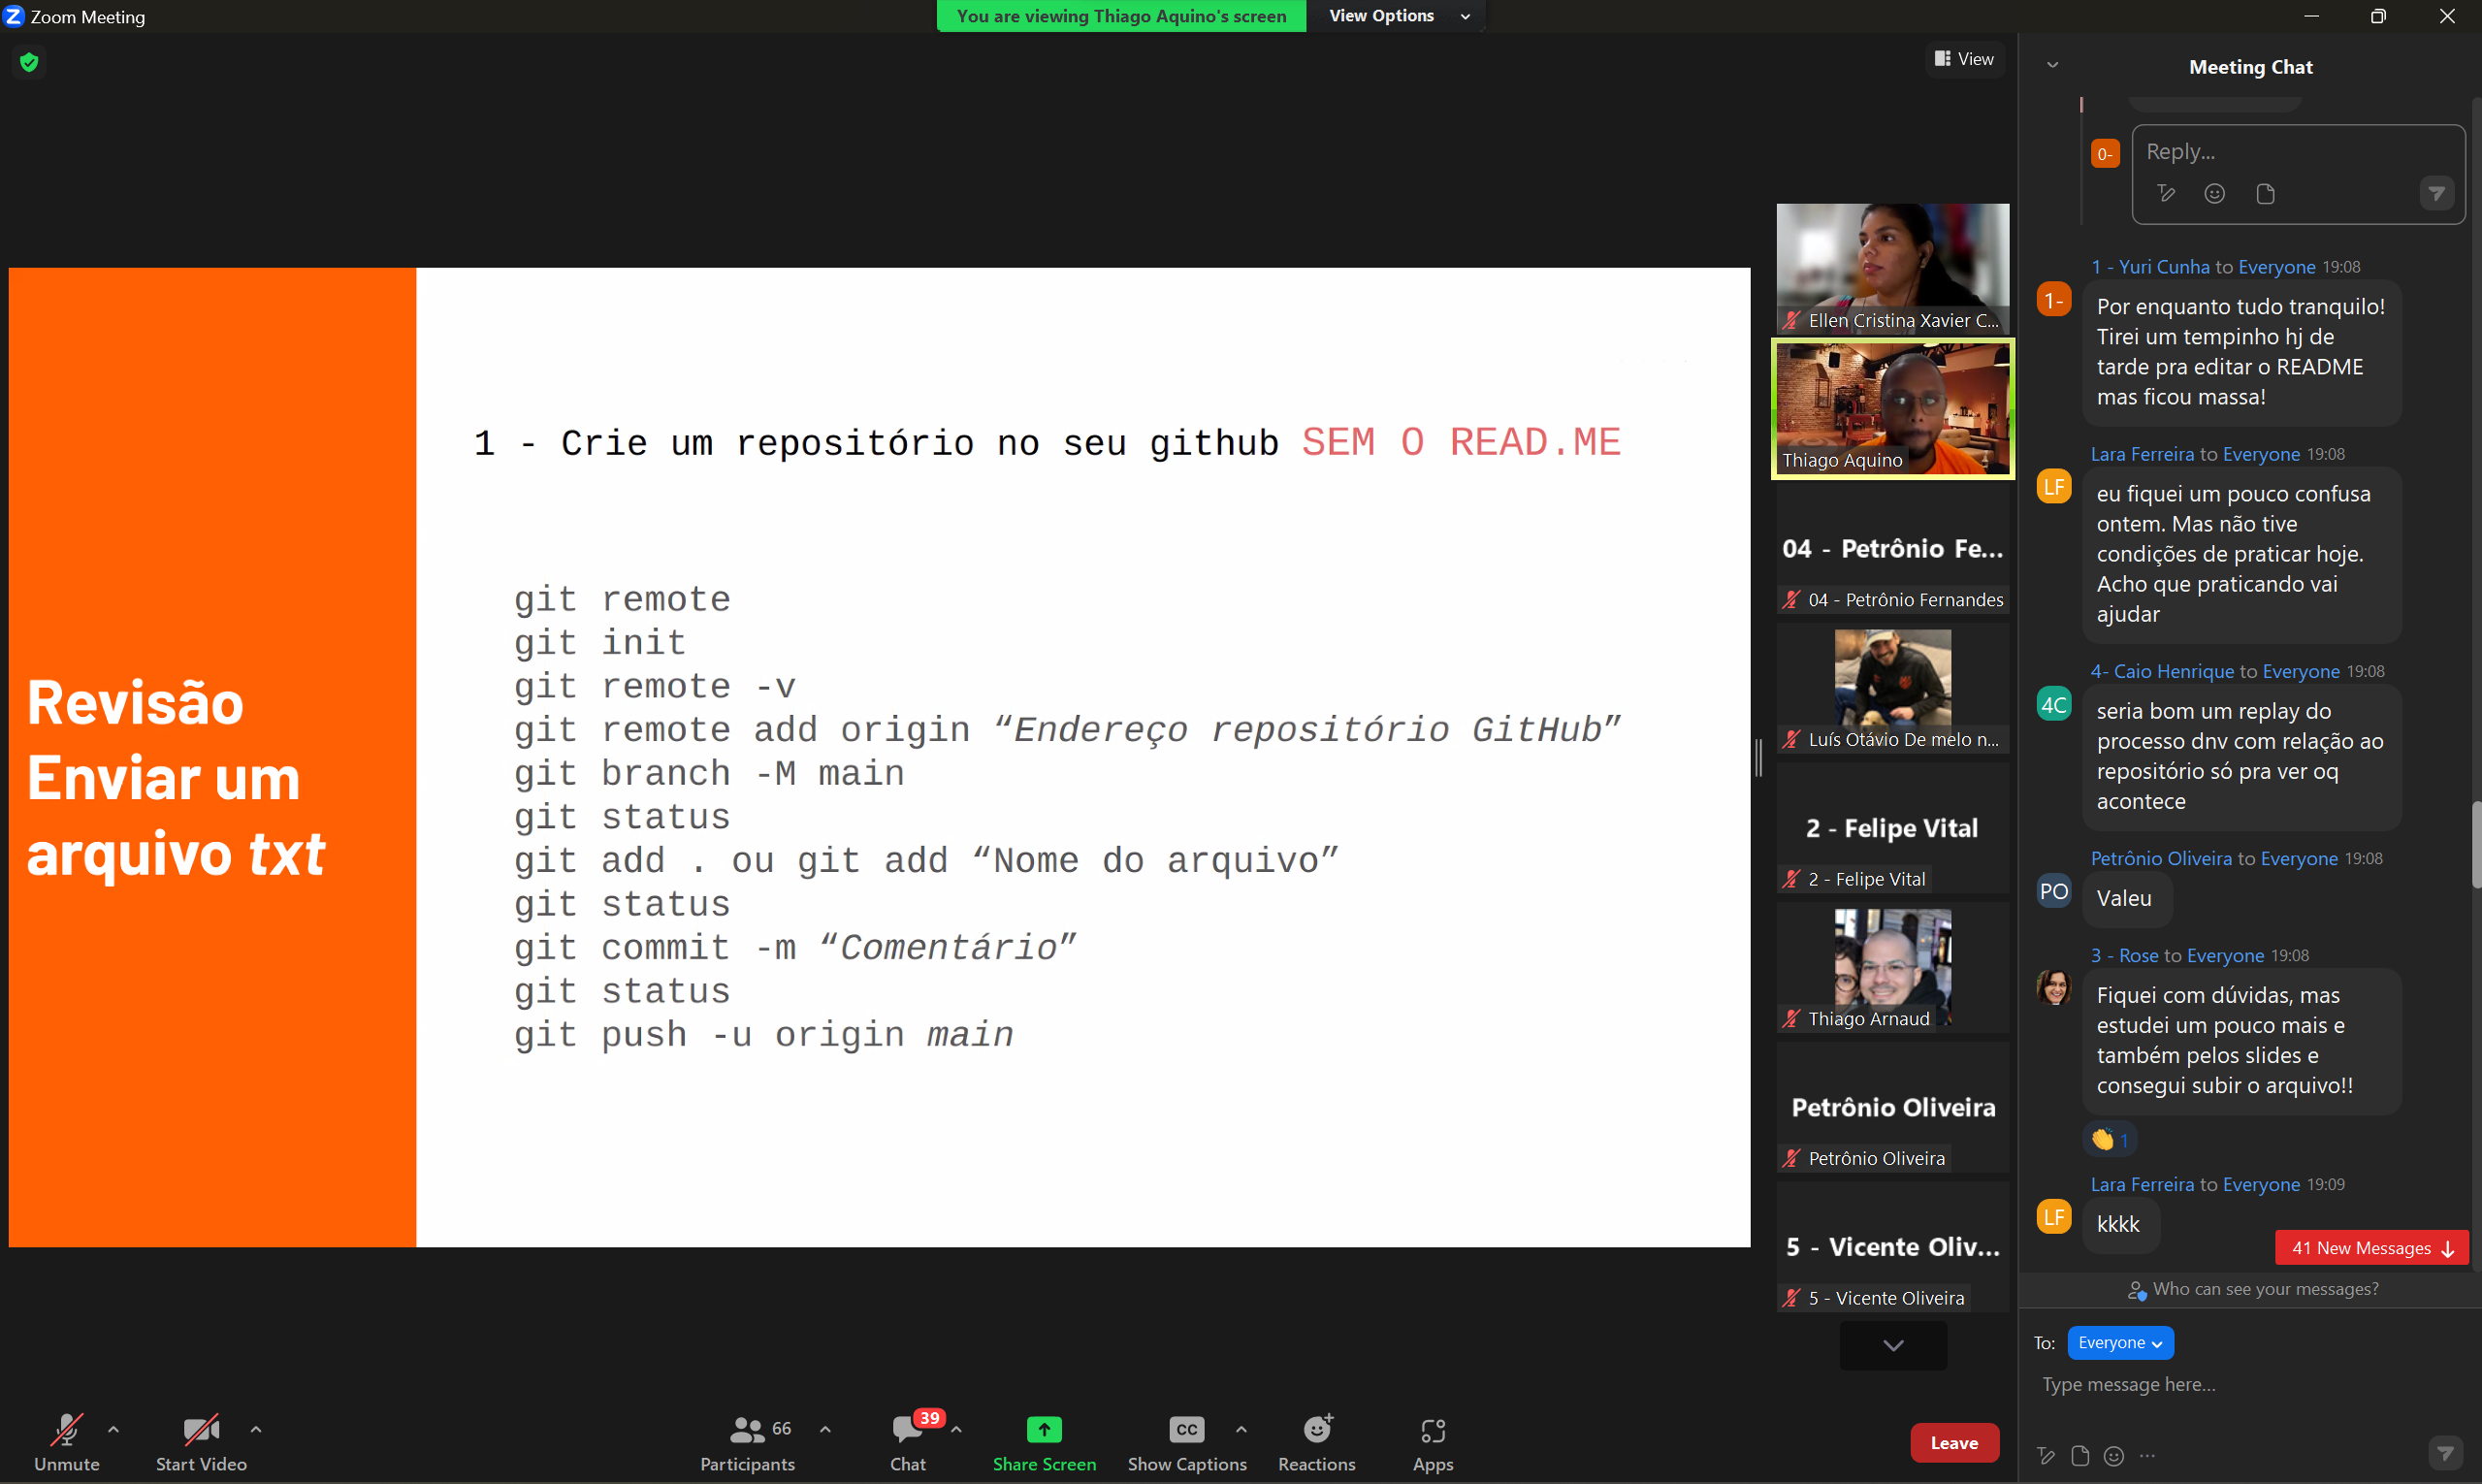 Zoom Meeting
You are viewing Thiago Aquino's screen
View Options
View
Revisão
Enviar um
arquivo txt
1 - Crie um repositório no seu github SEM O READ.ME
git remote
git init
git remote -v
git remote add origin “Endereço repositório GitHub”
git branch -M main
git status
git add . ou git add “Nome do arquivo”
git status
git commit -m “Comentário”
git status
git push -u origin main
Ellen Cristina Xavier C...
Thiago Aquino
04 - Petrônio Fe...
04 - Petrônio Fernandes
Luís Otávio De melo n...
2 - Felipe Vital
2 - Felipe Vital
Thiago Arnaud
Petrônio Oliveira
Petrônio Oliveira
5 - Vicente Oliv...
5 - Vicente Oliveira
Meeting Chat
0-
Reply...
1 - Yuri Cunha to Everyone 19:08
1-
Por enquanto tudo tranquilo!
Tirei um tempinho hj de
tarde pra editar o README
mas ficou massa!
Lara Ferreira to Everyone 19:08
LF
eu fiquei um pouco confusa
ontem. Mas não tive
condições de praticar hoje.
Acho que praticando vai
ajudar
4- Caio Henrique to Everyone 19:08
4C
seria bom um replay do
processo dnv com relação ao
repositório só pra ver oq
acontece
Petrônio Oliveira to Everyone 19:08
PO
Valeu
3 - Rose to Everyone 19:08
Fiquei com dúvidas, mas
estudei um pouco mais e
também pelos slides e
consegui subir o arquivo!!
1
Lara Ferreira to Everyone 19:09
LF
kkkk
41 New Messages
Who can see your messages?
To: Everyone
Type message here...
Unmute
Start Video
66
Participants
39
Chat
Share Screen
CC
Show Captions
Reactions
Apps
Leave